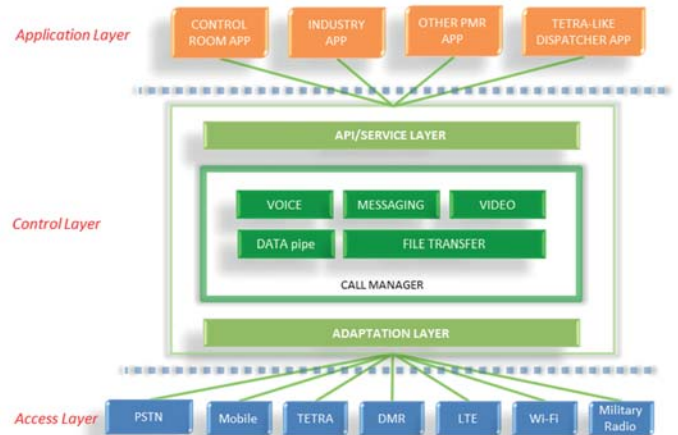 Application Layer
CONTROL
ROOM APP
INDUSTRY
APP
OTHER PMR
APP
TETRA-LIKE
DISPATCHER APP
API/SERVICE LAYER
Control Layer
VOICE
MESSAGING
VIDEO
DATA pipe
FILE TRANSFER
CALL MANAGER
ADAPTATION LAYER
Access Layer
PSTN
Mobile
TETRA
DMR
LTE
Wi-Fi
Military
Radio